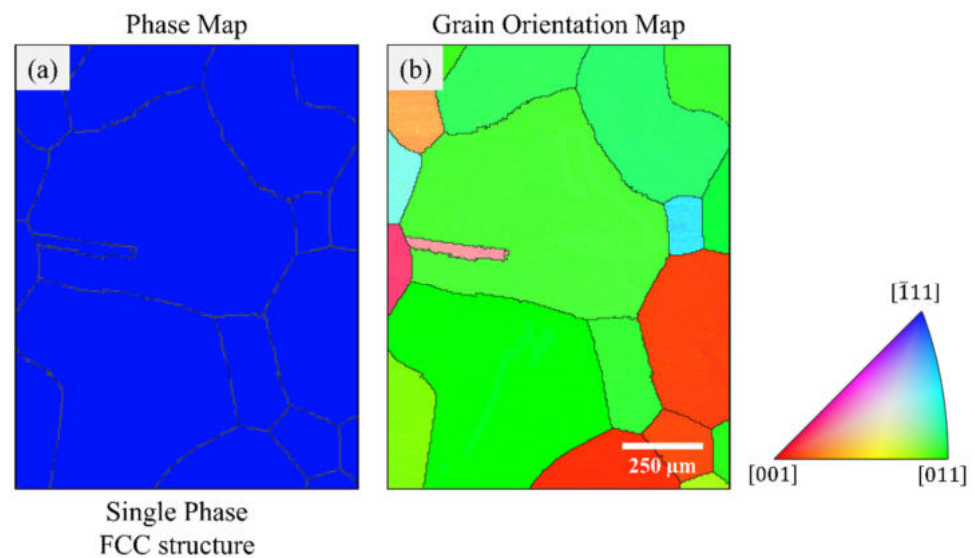 Phase Map
Grain Orientation Map
(a)
(b)
[1̅11]
250 μm
[001]
[011]
Single Phase
FCC structure